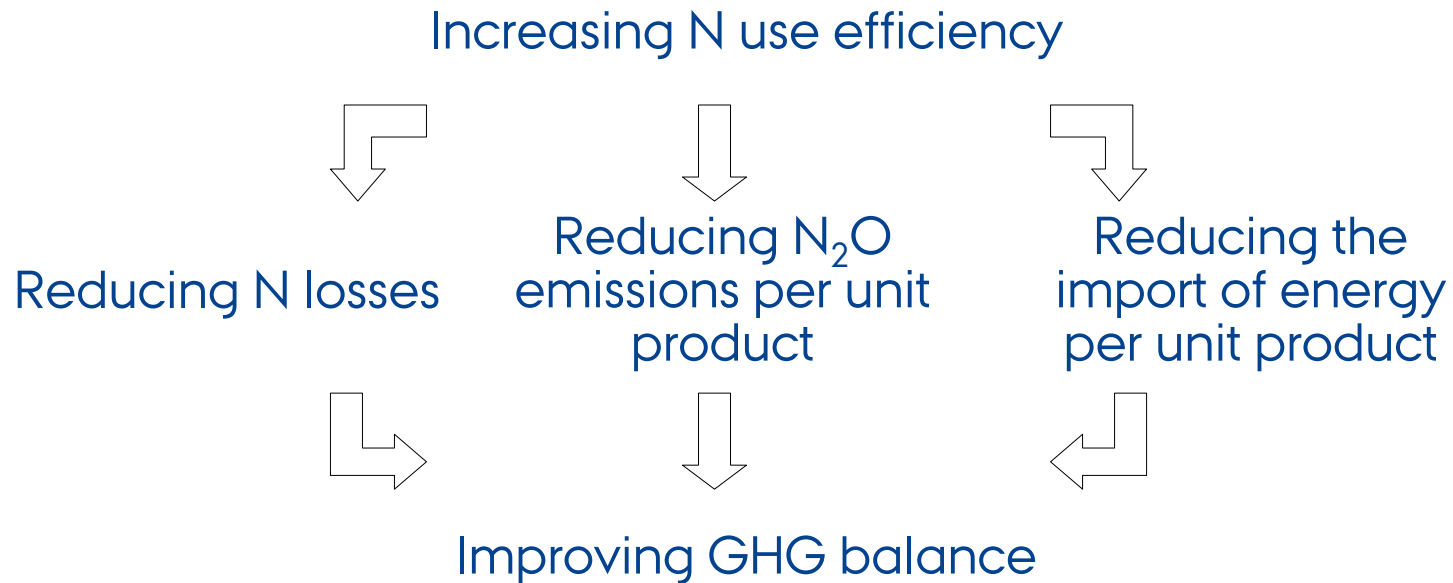 Increasing N use efficiency
Reducing N losses
Reducing N₂O
emissions per unit
product
Reducing the
import of energy
per unit product
Improving GHG balance